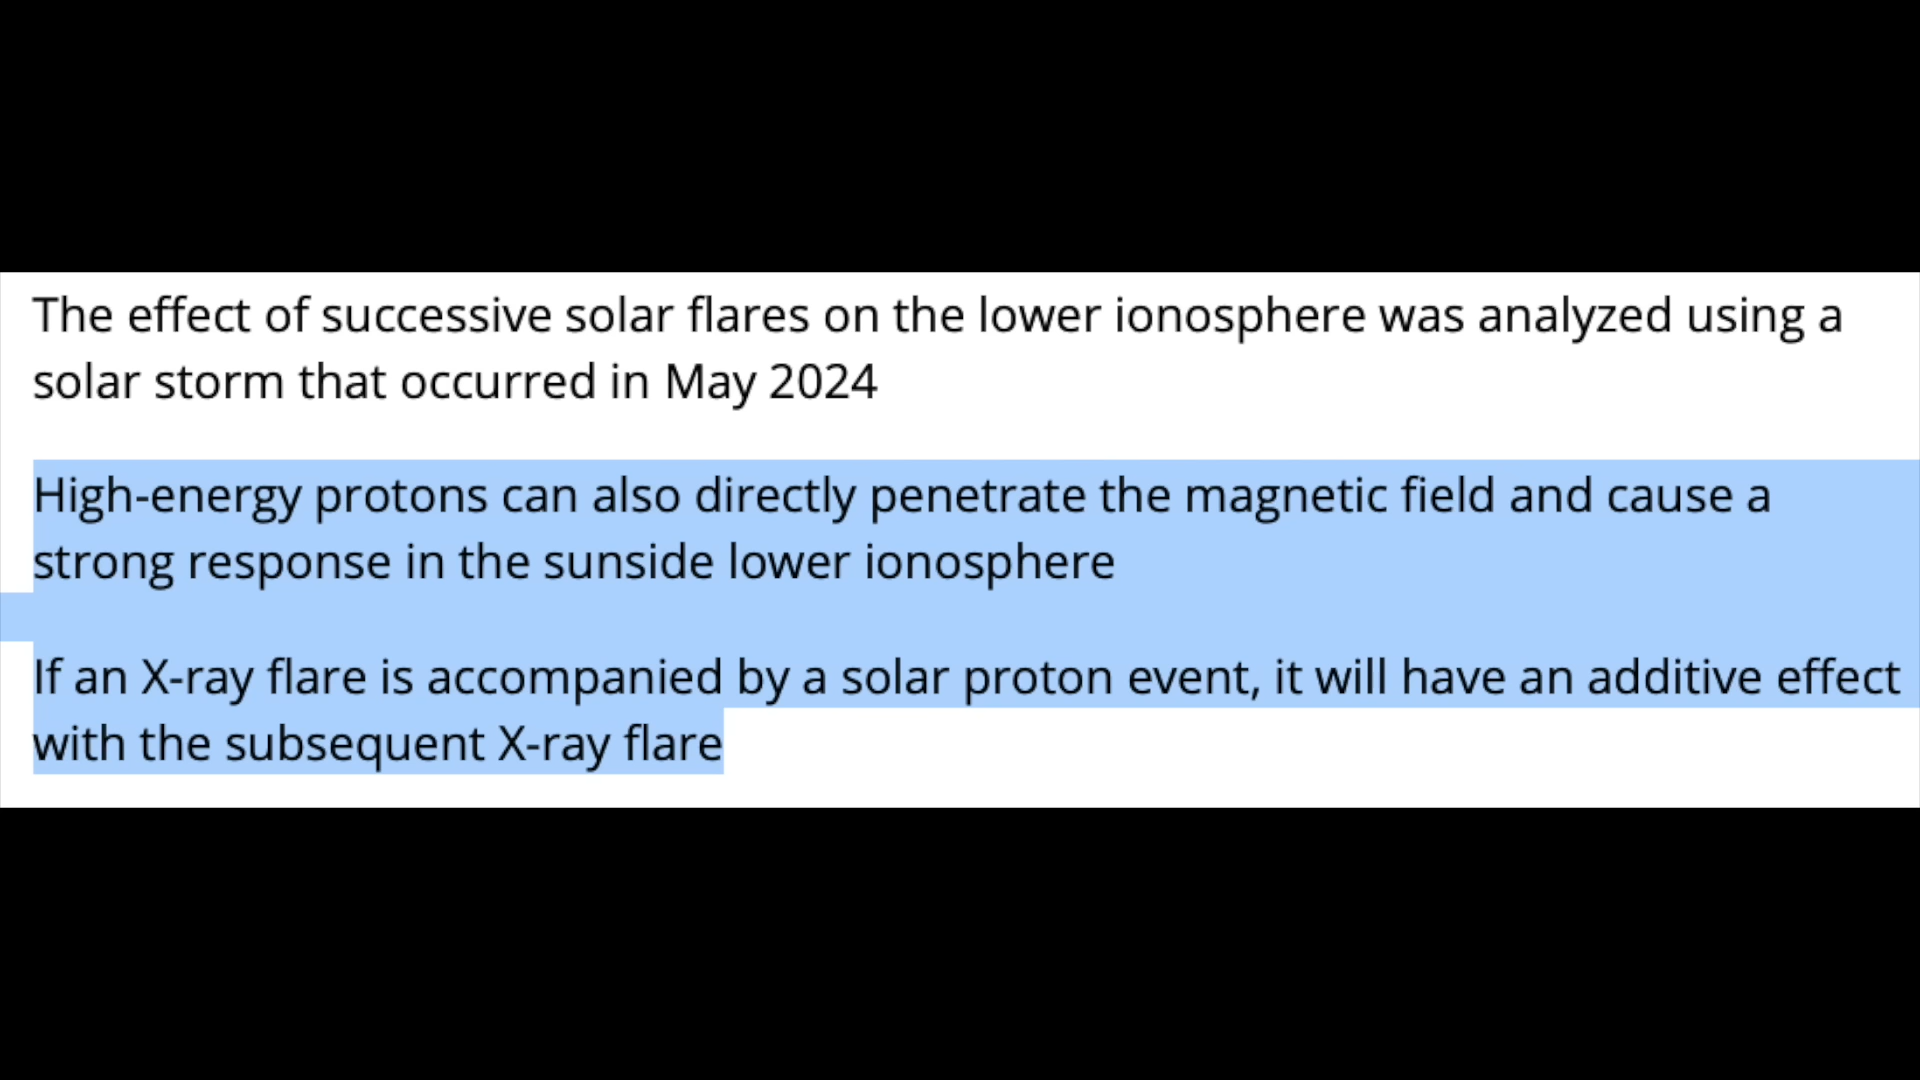 The effect of successive solar flares on the lower ionosphere was analyzed using a
solar storm that occurred in May 2024
High-energy protons can also directly penetrate the magnetic field and cause a
strong response in the sunside lower ionosphere
If an X-ray flare is accompanied by a solar proton event, it will have an additive effect
with the subsequent X-ray flare